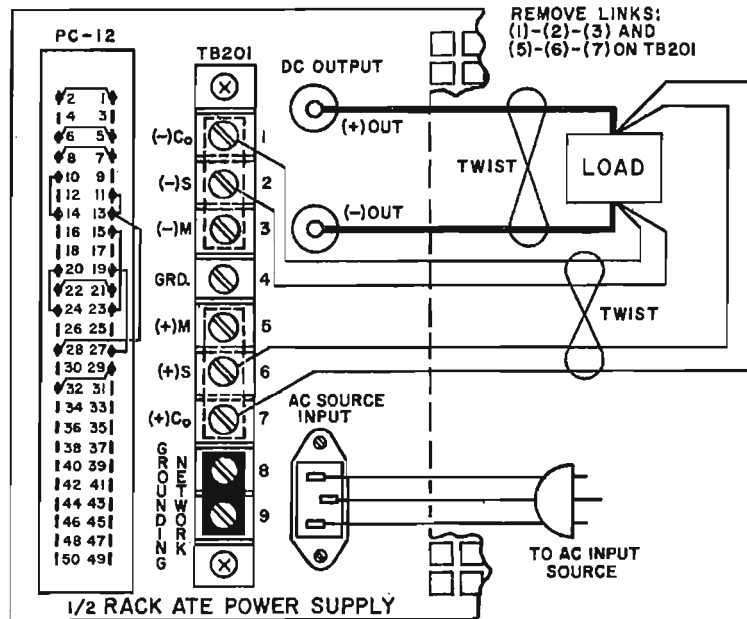 REMOVE LINKS:
(1)-(2)-(3) AND
(5)-(6)-(7) ON TB201
PC-12
TB201
DC OUTPUT
2 1
4 3
6 5
8 7
10 9
12 11
14 13
16 15
18 17
20 19
22 21
24 23
26 25
28 27
30 29
32 31
34 33
36 35
38 37
40 39
42 41
44 43
46 45
48 47
50 49
(-)Co 1
(-)S 2
(-)M 3
GRD. 4
(+)M 5
(+)S 6
(+)Co 7
8
9
GROUNDING
NETWORK
(+)OUT
(-)OUT
TWIST
LOAD
TWIST
AC SOURCE
INPUT
TO AC INPUT
SOURCE
1/2 RACK ATE POWER SUPPLY